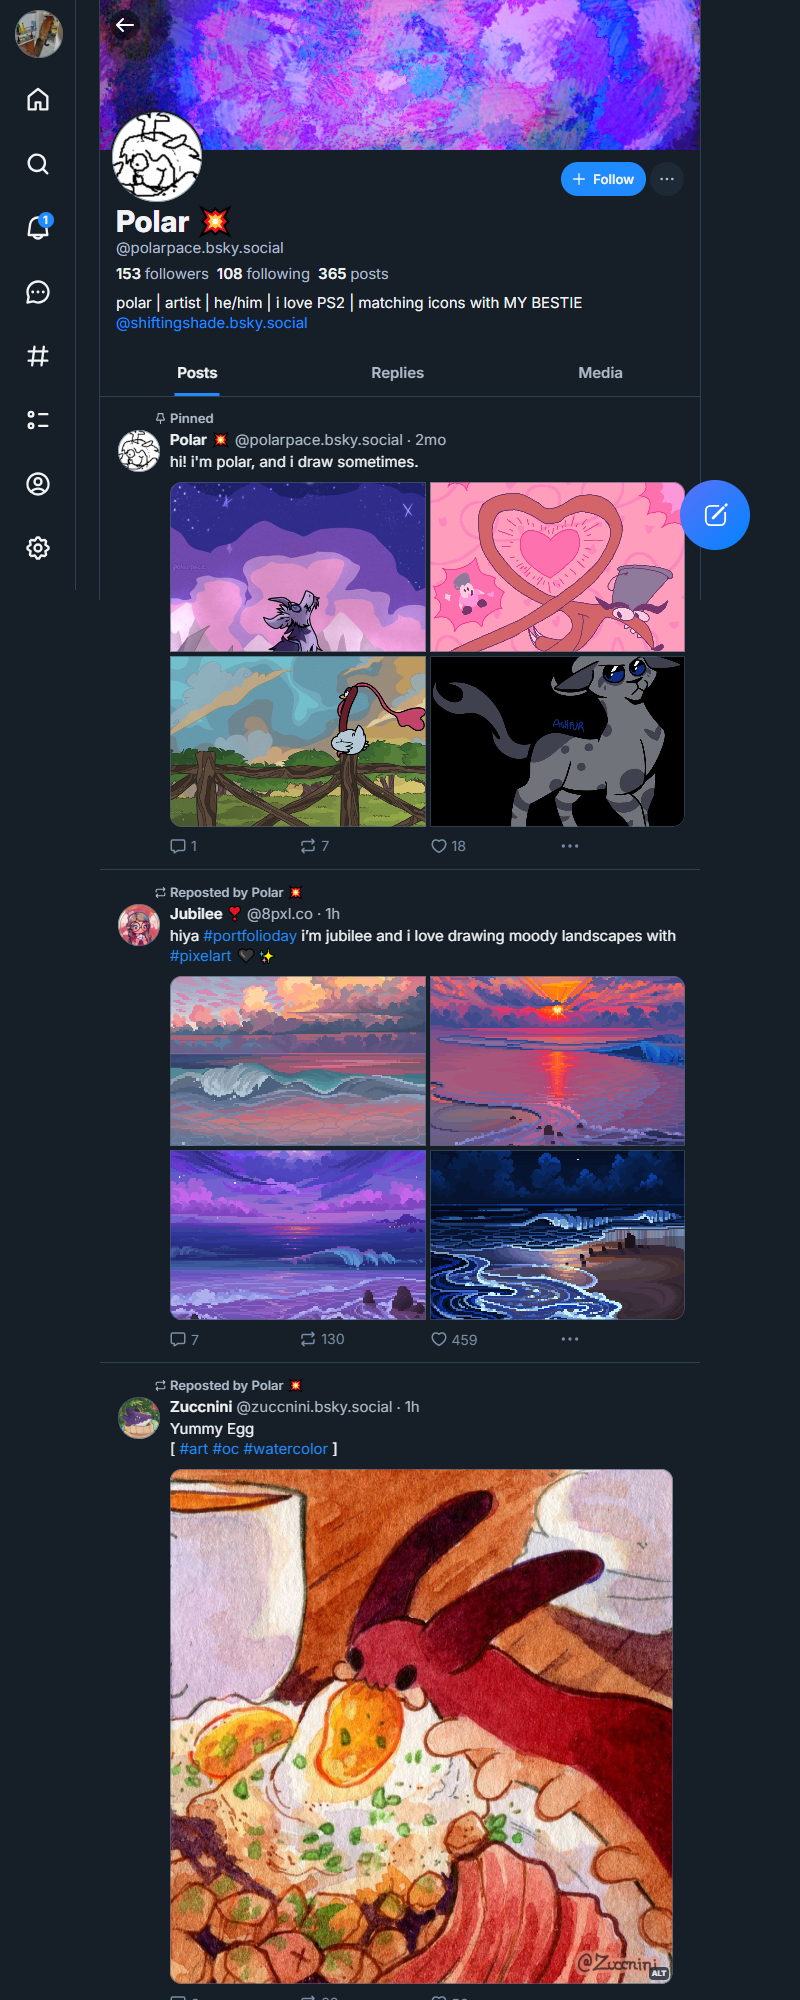 1
Follow
Polar 💥
@polarpace.bsky.social
153 followers 108 following 365 posts
polar | artist | he/him | i love PS2 | matching icons with MY BESTIE
@shiftingshade.bsky.social
Posts Replies Media
Pinned
Polar 💥 @polarpace.bsky.social · 2mo
hi! i'm polar, and i draw sometimes.
ASHFUR
1 7 18
Reposted by Polar 💥
Jubilee ❣️ @8pxl.co · 1h
hiya #portfolioday i’m jubilee and i love drawing moody landscapes with
#pixelart 🖤 ✨
7 130 459
Reposted by Polar 💥
Zuccnini @zuccnini.bsky.social · 1h
Yummy Egg
[ #art #oc #watercolor ]
@Zuccnini
ALT